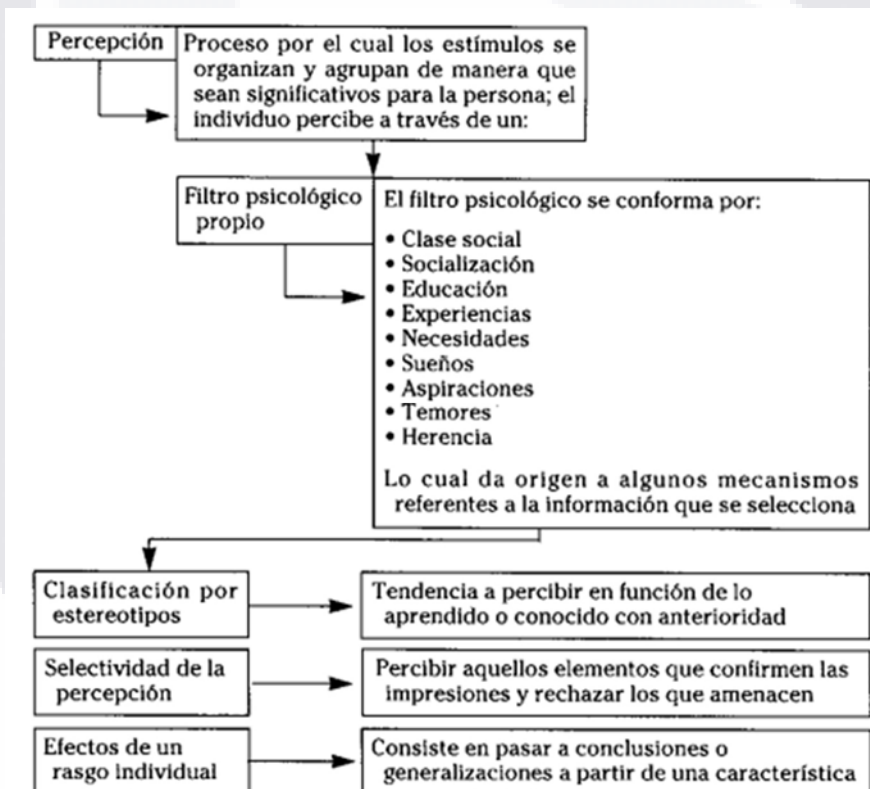 Percepción
Proceso por el cual los estímulos se
organizan y agrupan de manera que
sean significativos para la persona; el
individuo percibe a través de un:
Filtro psicológico
propio
El filtro psicológico se conforma por:
• Clase social
• Socialización
• Educación
• Experiencias
• Necesidades
• Sueños
• Aspiraciones
• Temores
• Herencia
Lo cual da origen a algunos mecanismos
referentes a la información que se selecciona
Clasificación por
estereotipos
Tendencia a percibir en función de lo
aprendido o conocido con anterioridad
Selectividad de la
percepción
Percibir aquellos elementos que confirmen las
impresiones y rechazar los que amenacen
Efectos de un
rasgo individual
Consiste en pasar a conclusiones o
generalizaciones a partir de una característica